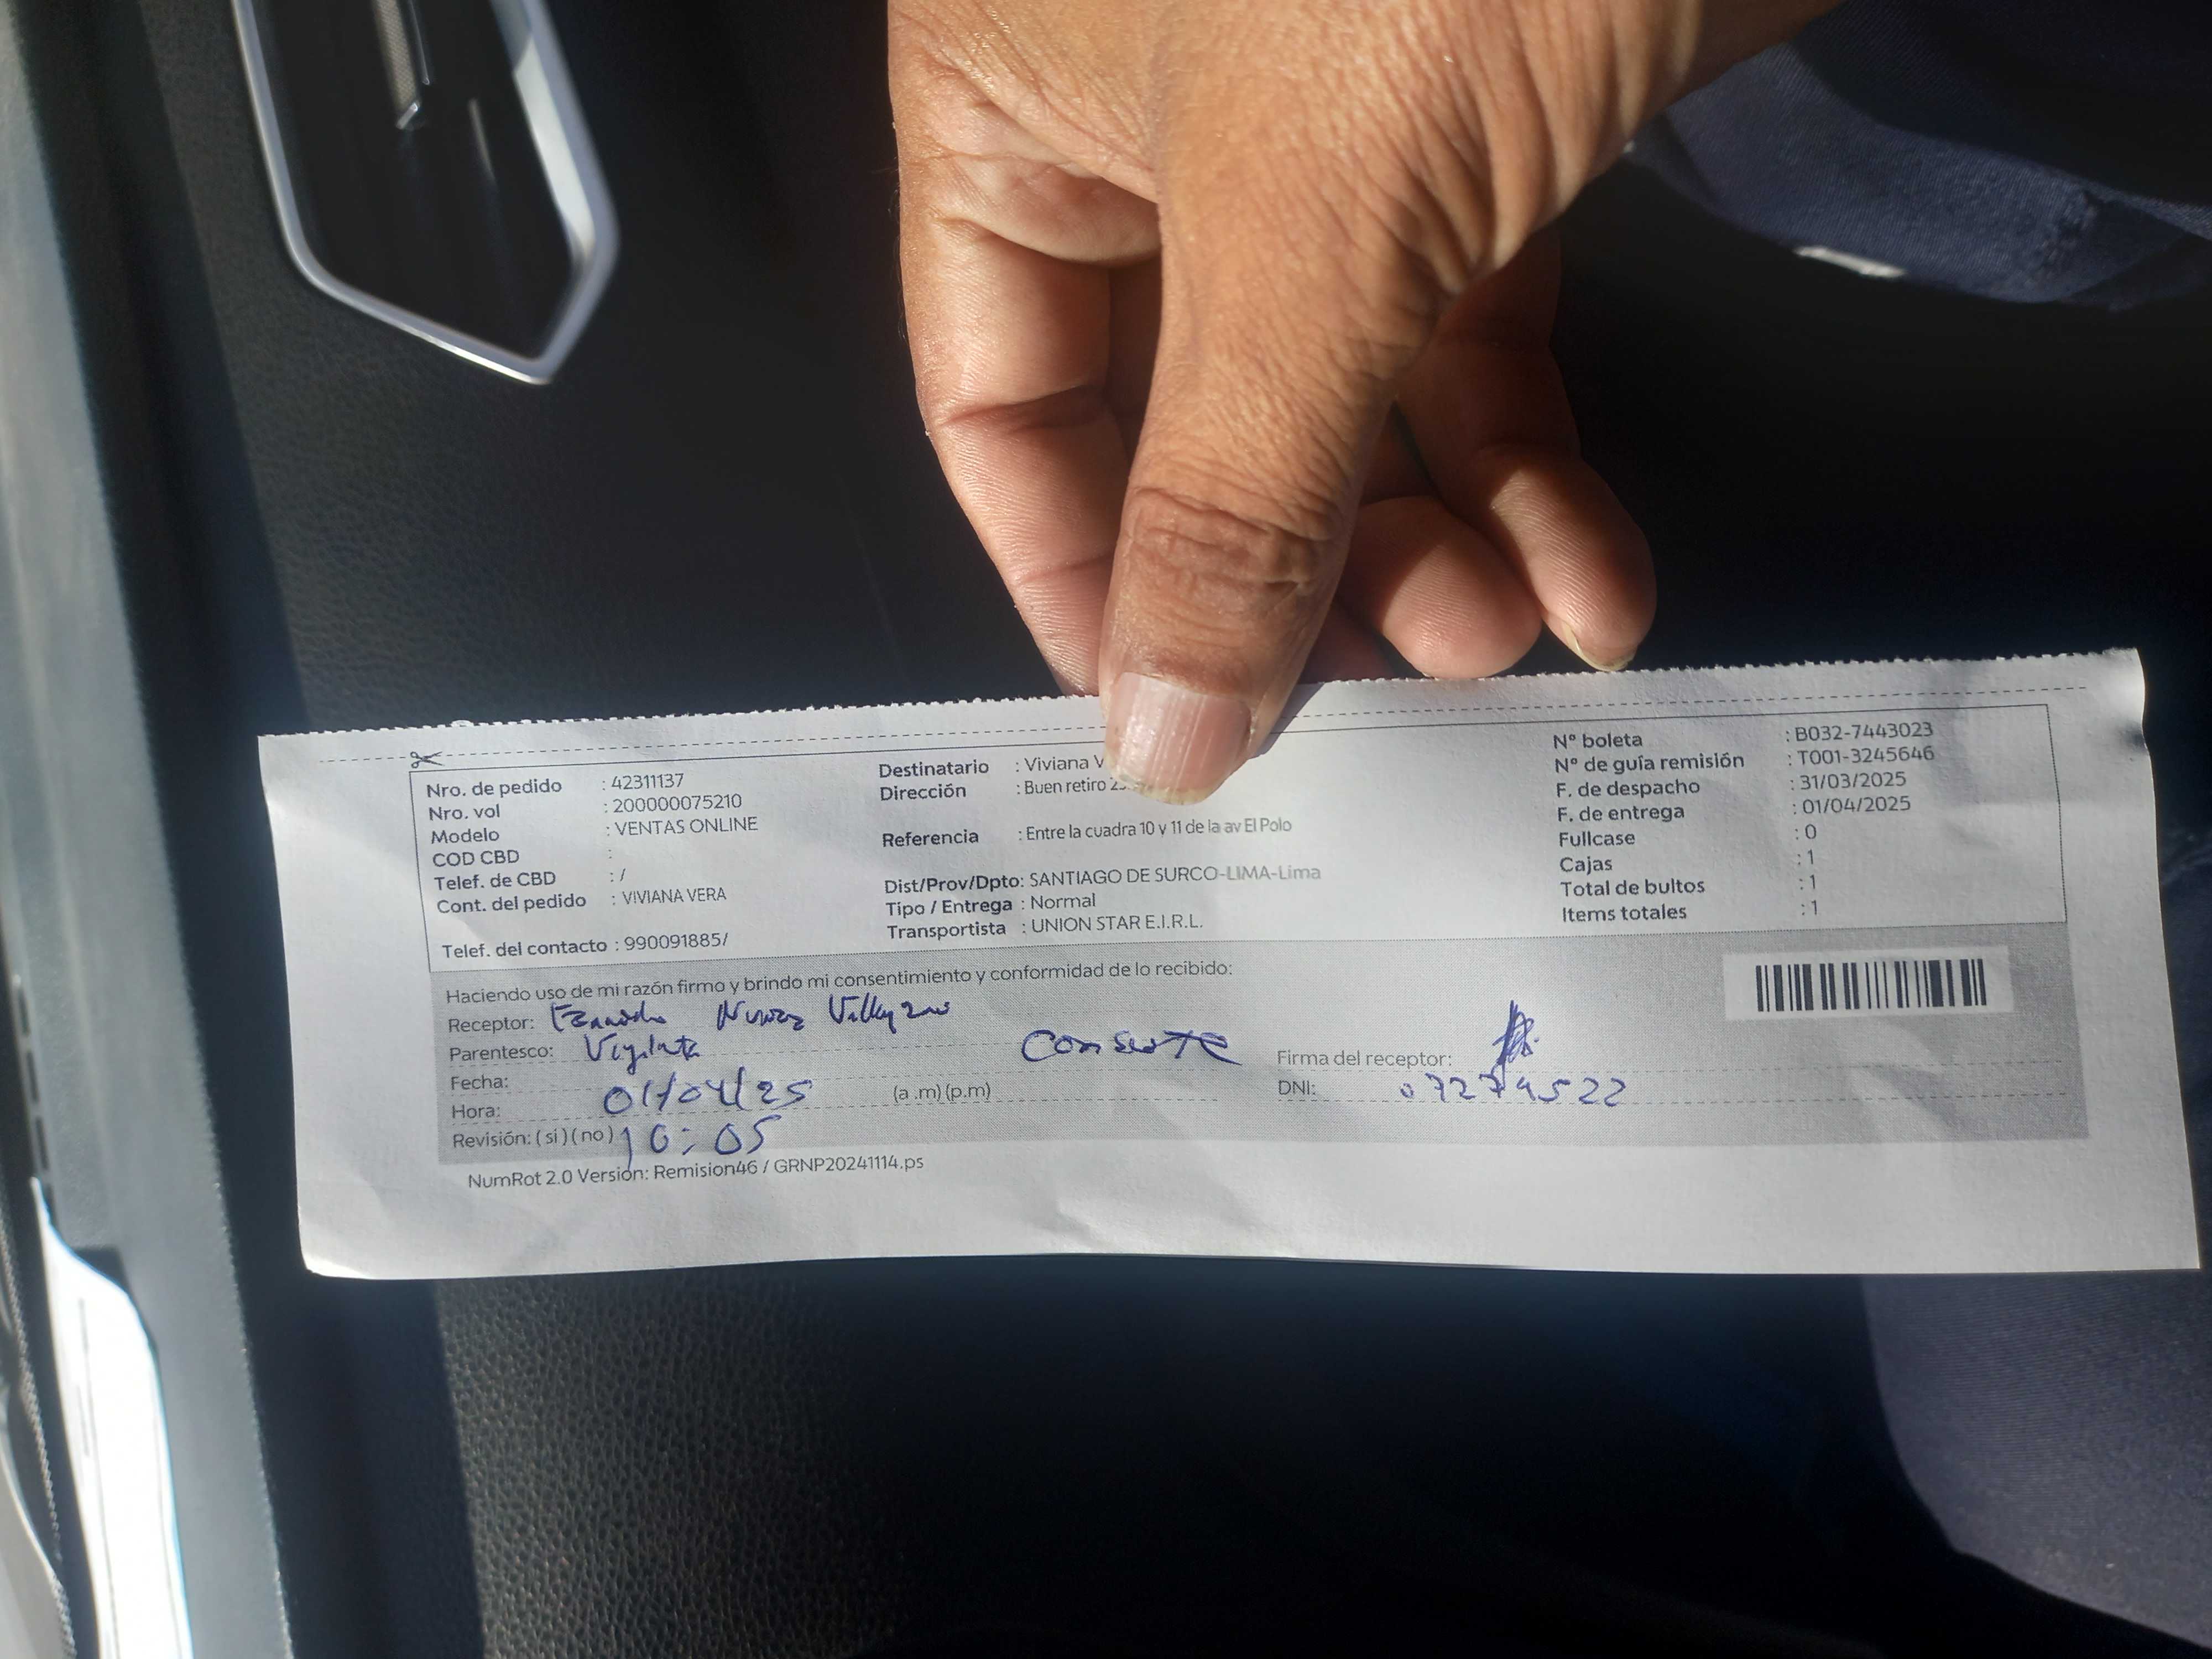 Nro. de pedido : 42311137
Nro. vol : 200000075210
Modelo : VENTAS ONLINE
COD CBD :
Telef. de CBD : /
Cont. del pedido : VIVIANA VERA
Telef. del contacto : 990091885/
Destinatario : Viviana V
Dirección : Buen retiro
Referencia : Entre la cuadra 10 y 11 de la av El Polo
Dist/Prov/Dpto: SANTIAGO DE SURCO-LIMA-Lima
Tipo / Entrega : Normal
Transportista : UNION STAR E.I.R.L.
Nº boleta : B032-7443023
Nº de guía remisión : T001-3245646
F. de despacho : 31/03/2025
F. de entrega : 01/04/2025
Fullcase : 0
Cajas : 1
Total de bultos : 1
Items totales : 1
Haciendo uso de mi razón firmo y brindo mi consentimiento y conformidad de lo recibido:
Receptor:
Parentesco:
Fecha: 01/04/25
Hora: (a .m) (p.m)
Revisión: ( si ) ( no ) 10:05
Firma del receptor:
DNI: 07274522
NumRot 2.0 Versión: Remision46 / GRNP20241114.ps